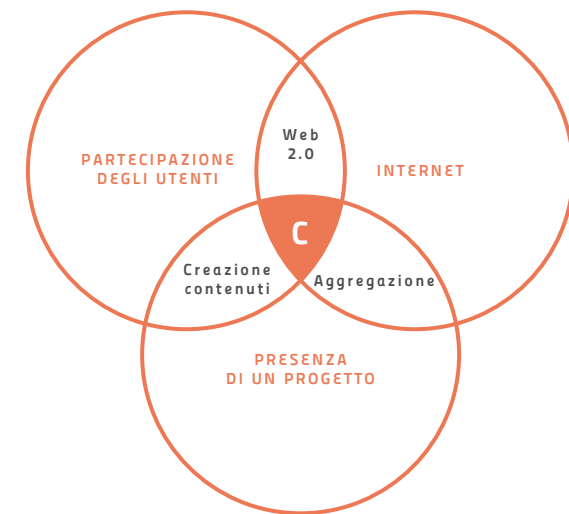 Web
2.0
PARTECIPAZIONE
DEGLI UTENTI
INTERNET
C
Creazione
contenuti
Aggregazione
PRESENZA
DI UN PROGETTO